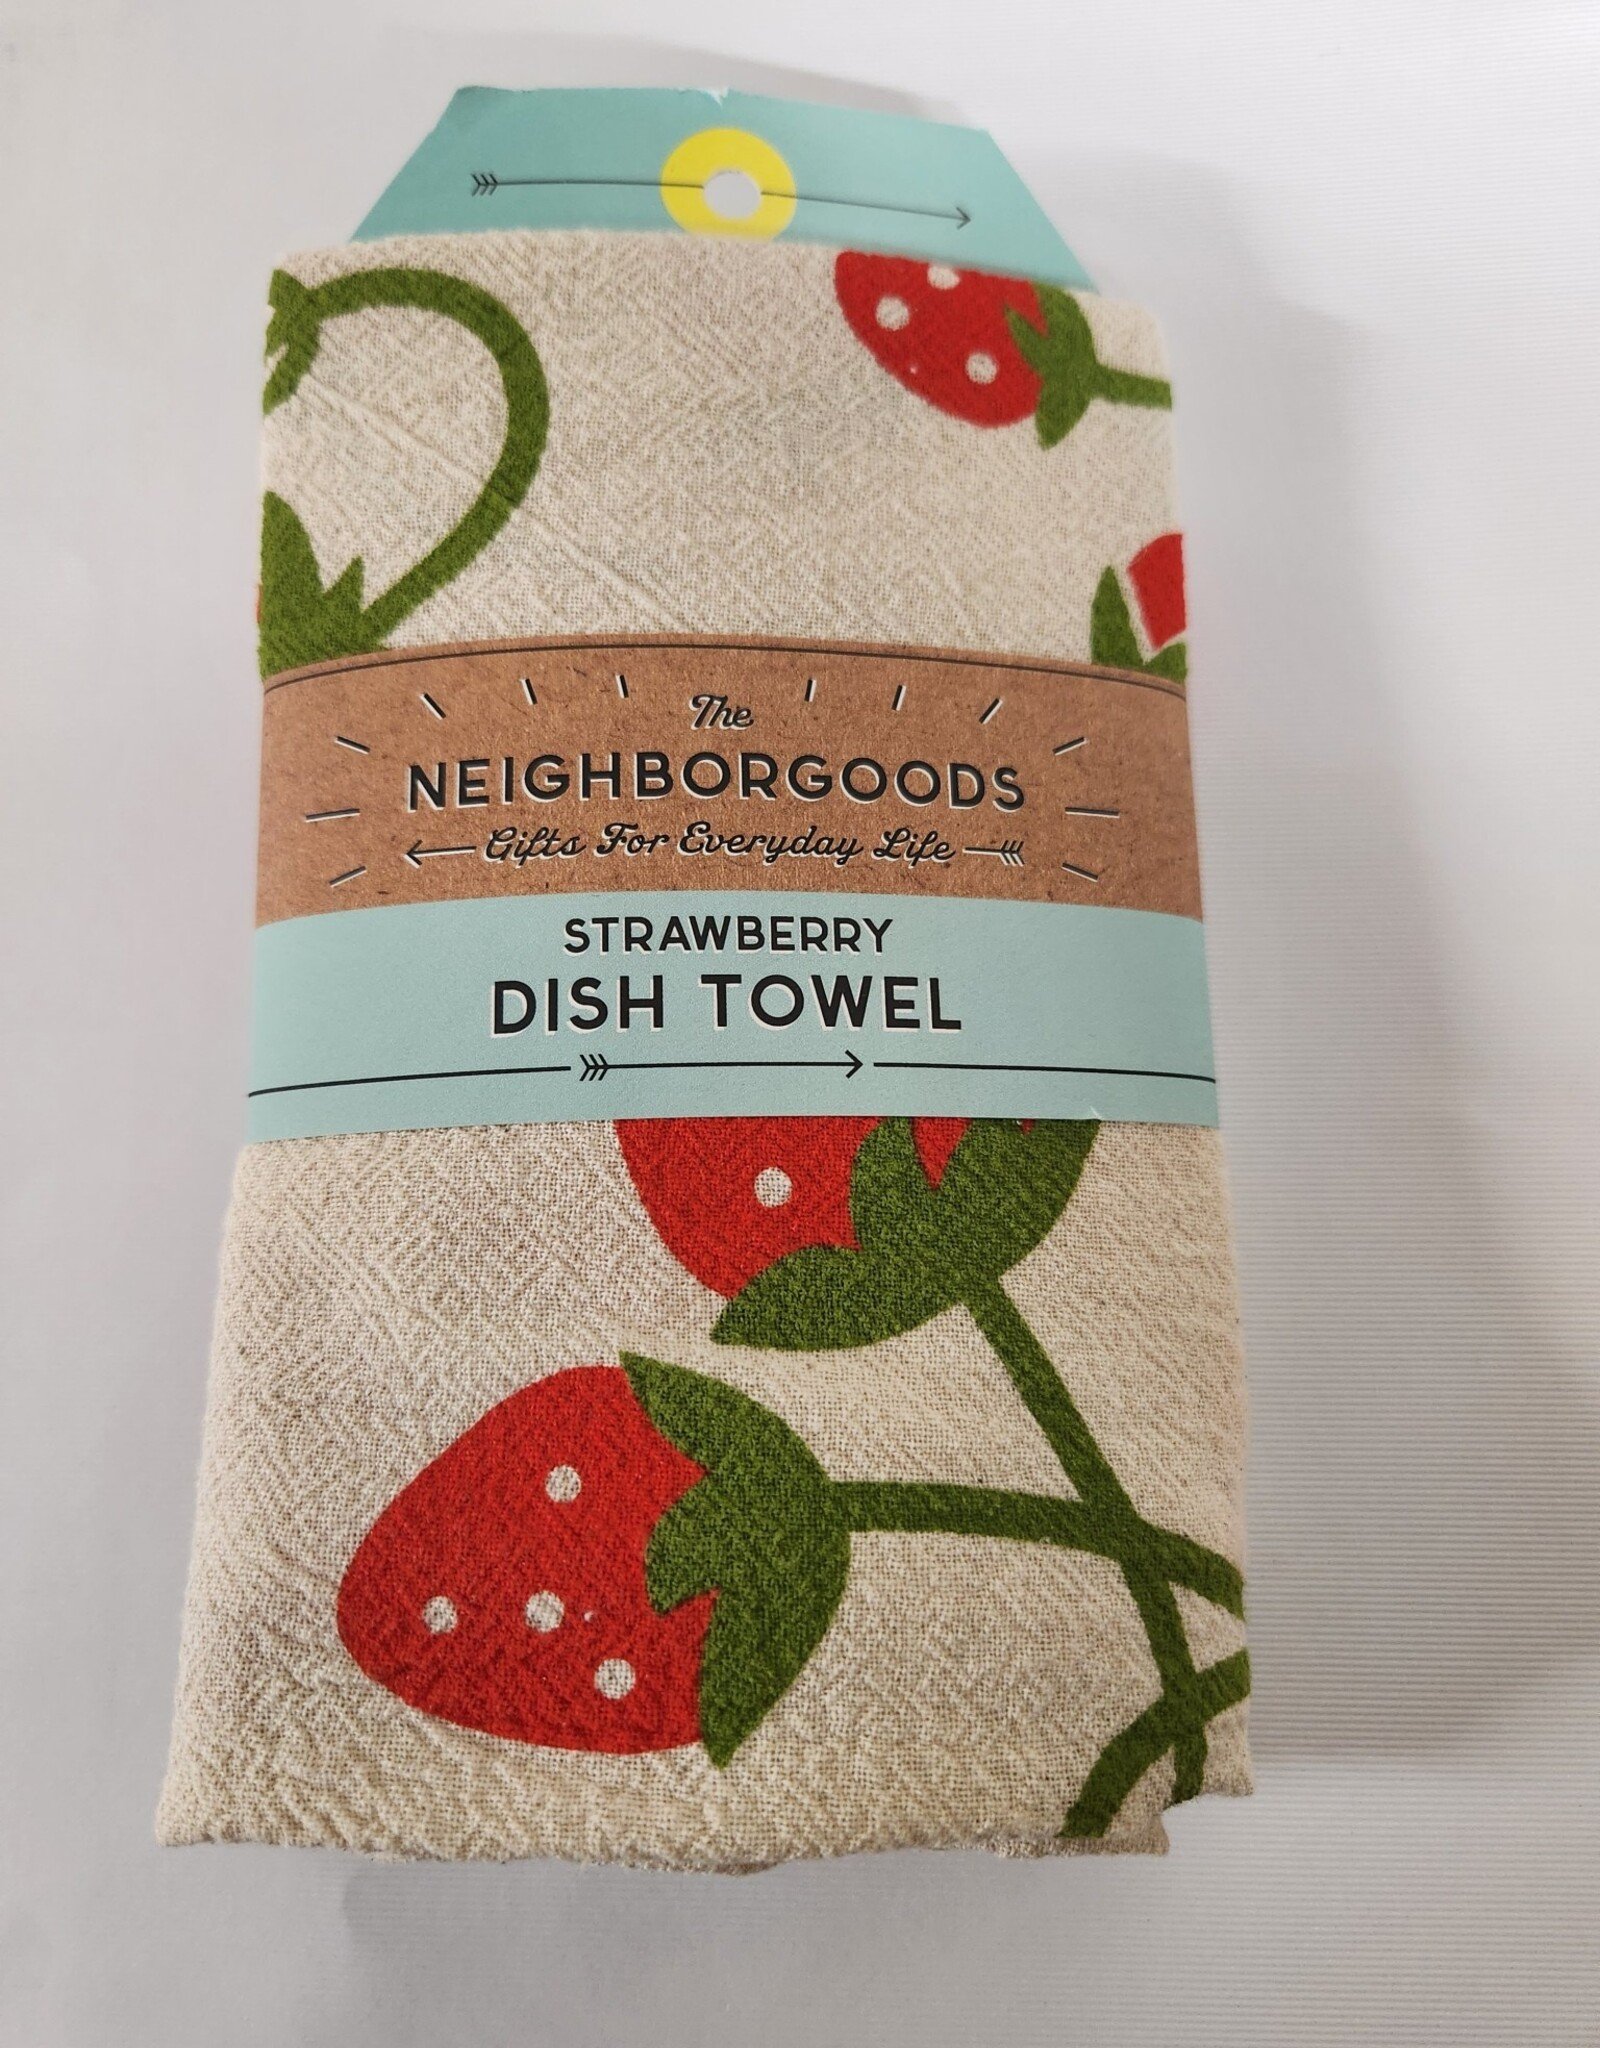 The
NEIGHBORGOODS
Gifts For Everyday Life
STRAWBERRY
DISH TOWEL